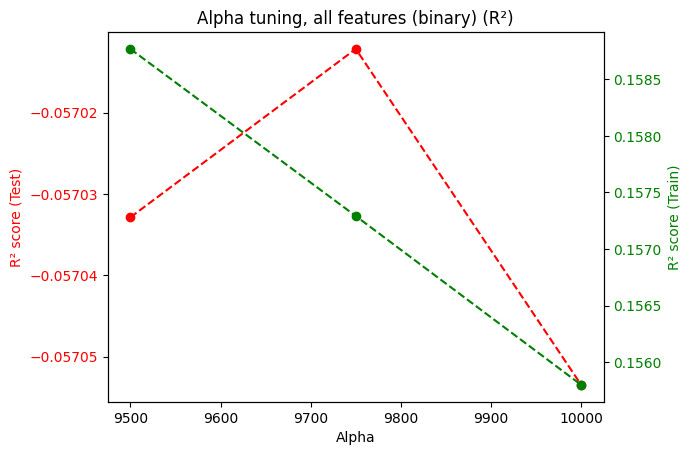 Alpha tuning, all features (binary) (R²)
R² score (Test)
−0.05702
−0.05703
−0.05704
−0.05705
0.1585
0.1580
0.1575
0.1570
0.1565
0.1560
R² score (Train)
9500 9600 9700 9800 9900 10000
Alpha